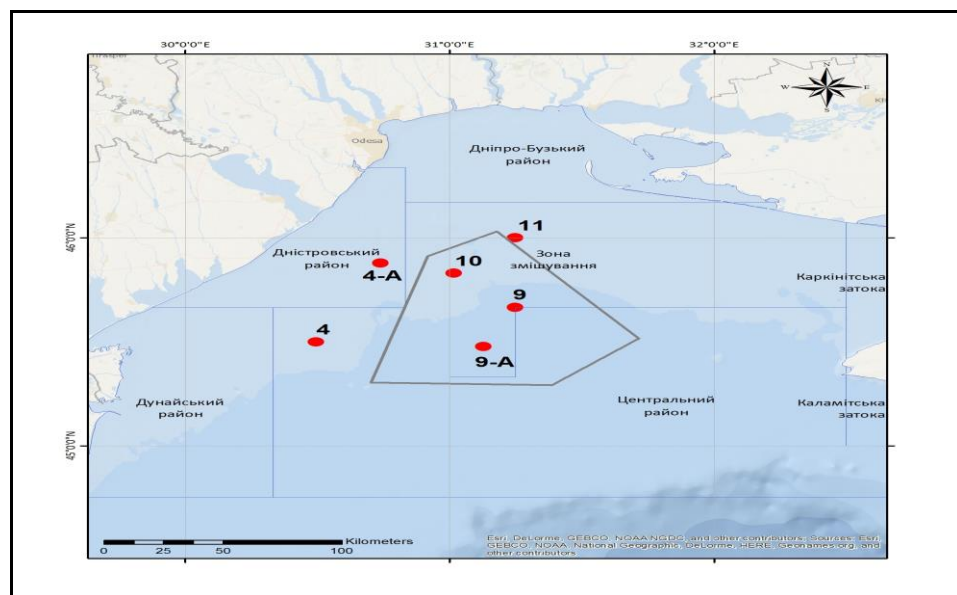 30°0'0"E 31°0'0"E 32°0'0"E
N
W E
S
Odesa
Дніпро-Бузький
район
11
46°0'0"N
Дністровський
район
Зона
змішування
4-A
10
Каркінітська
затока
9
4
9-A
Дунайський
район
Центральний
район
Каламітська
затока
45°0'0"N
Kilometers
0 25 50 100
Esri, DeLorme, GEBCO, NOAA NGDC, and other contributors; Sources: Esri,
GEBCO, NOAA, National Geographic, DeLorme, HERE, Geonames.org, and
other contributors